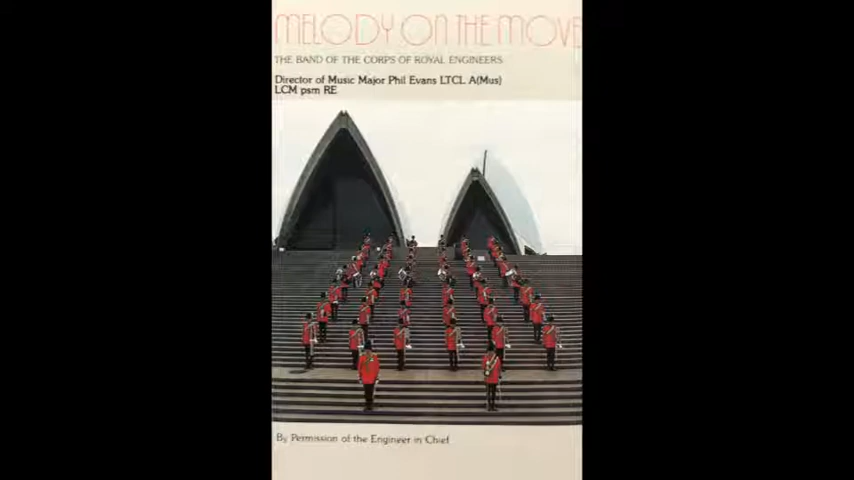 MELODY ON THE MOVE
THE BAND OF THE CORPS OF ROYAL ENGINEERS
Director of Music Major Phil Evans LTCL A(Mus)
LCM psm RE
By Permission of the Engineer in Chief